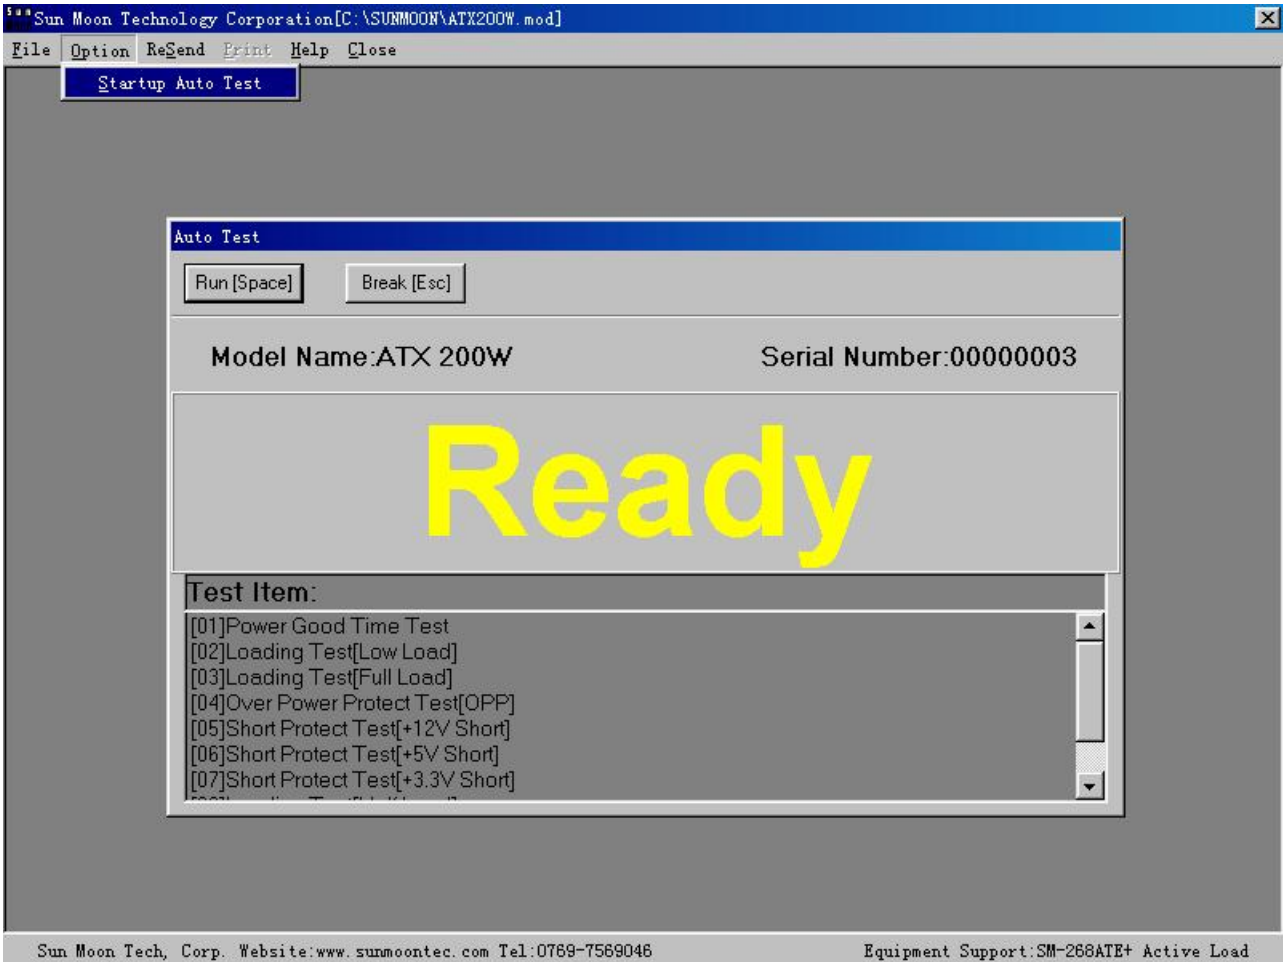 Sun Moon Technology Corporation[C:\SUNMOON\ATX200W.mod]
File Option ReSend Print Help Close
Startup Auto Test
Auto Test
Run [Space] Break [Esc]
Model Name:ATX 200W Serial Number:00000003
Ready
Test Item:
[01]Power Good Time Test
[02]Loading Test[Low Load]
[03]Loading Test[Full Load]
[04]Over Power Protect Test[OPP]
[05]Short Protect Test[+12V Short]
[06]Short Protect Test[+5V Short]
[07]Short Protect Test[+3.3V Short]
Sun Moon Tech, Corp. Website:www.sunmoontec.com Tel:0769-7569046 Equipment Support:SM-268ATE+ Active Load